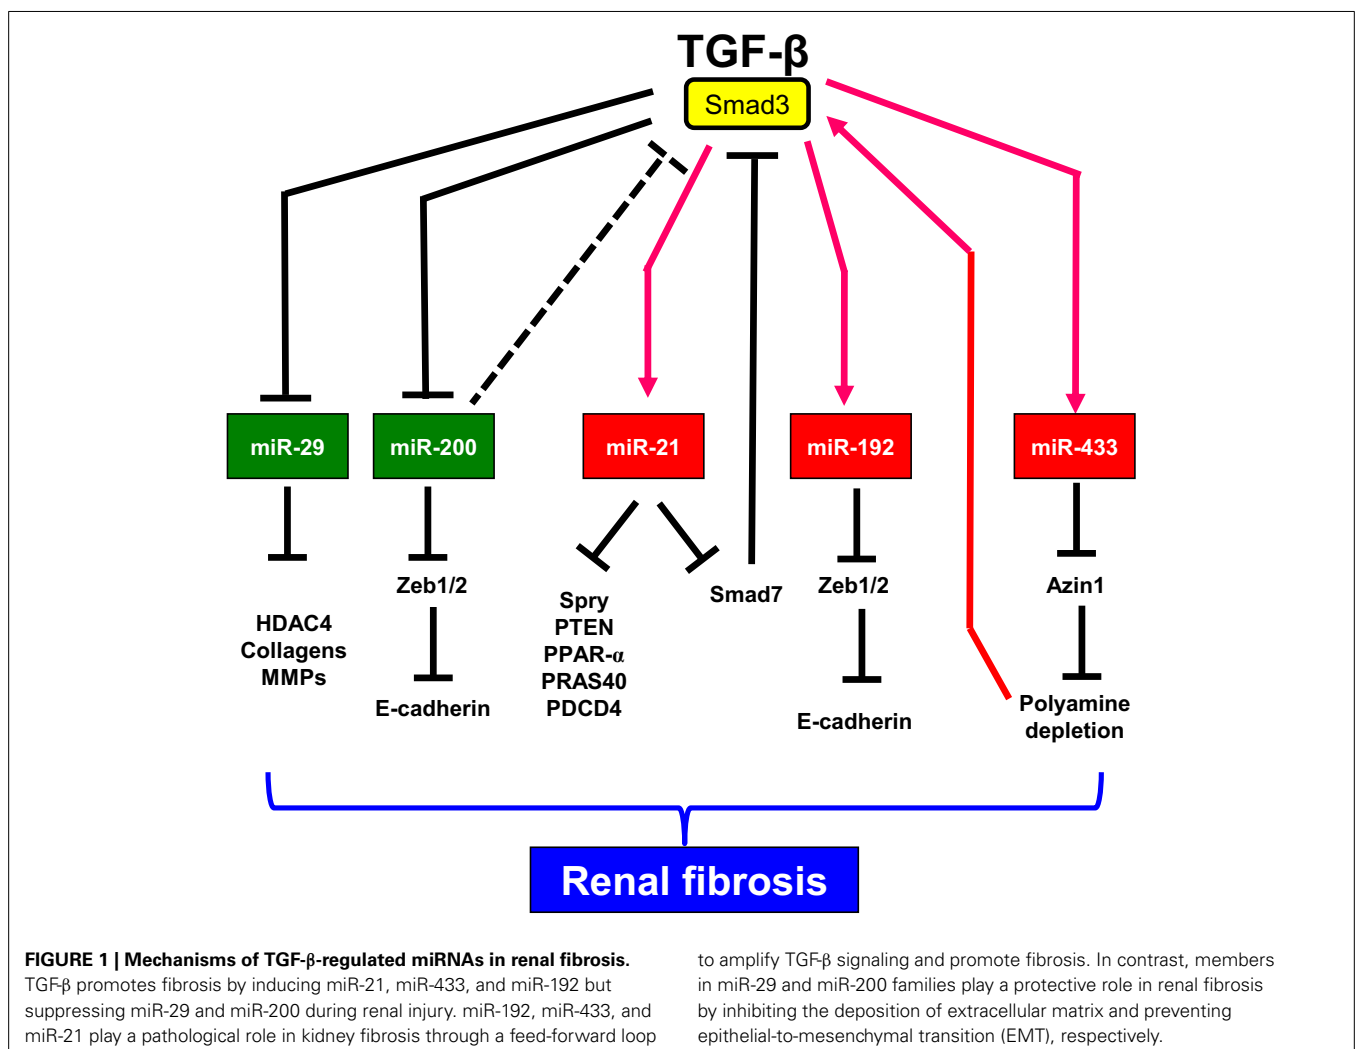 TGF-β
Smad3
miR-29
miR-200
miR-21
miR-192
miR-433
HDAC4
Collagens
MMPs
Zeb1/2
E-cadherin
Spry
PTEN
PPAR-α
PRAS40
PDCD4
Smad7
Zeb1/2
E-cadherin
Azin1
Polyamine
depletion
Renal fibrosis
FIGURE 1 | Mechanisms of TGF-β-regulated miRNAs in renal fibrosis.
TGF-β promotes fibrosis by inducing miR-21, miR-433, and miR-192 but
suppressing miR-29 and miR-200 during renal injury. miR-192, miR-433, and
miR-21 play a pathological role in kidney fibrosis through a feed-forward loop
to amplify TGF-β signaling and promote fibrosis. In contrast, members
in miR-29 and miR-200 families play a protective role in renal fibrosis
by inhibiting the deposition of extracellular matrix and preventing
epithelial-to-mesenchymal transition (EMT), respectively.